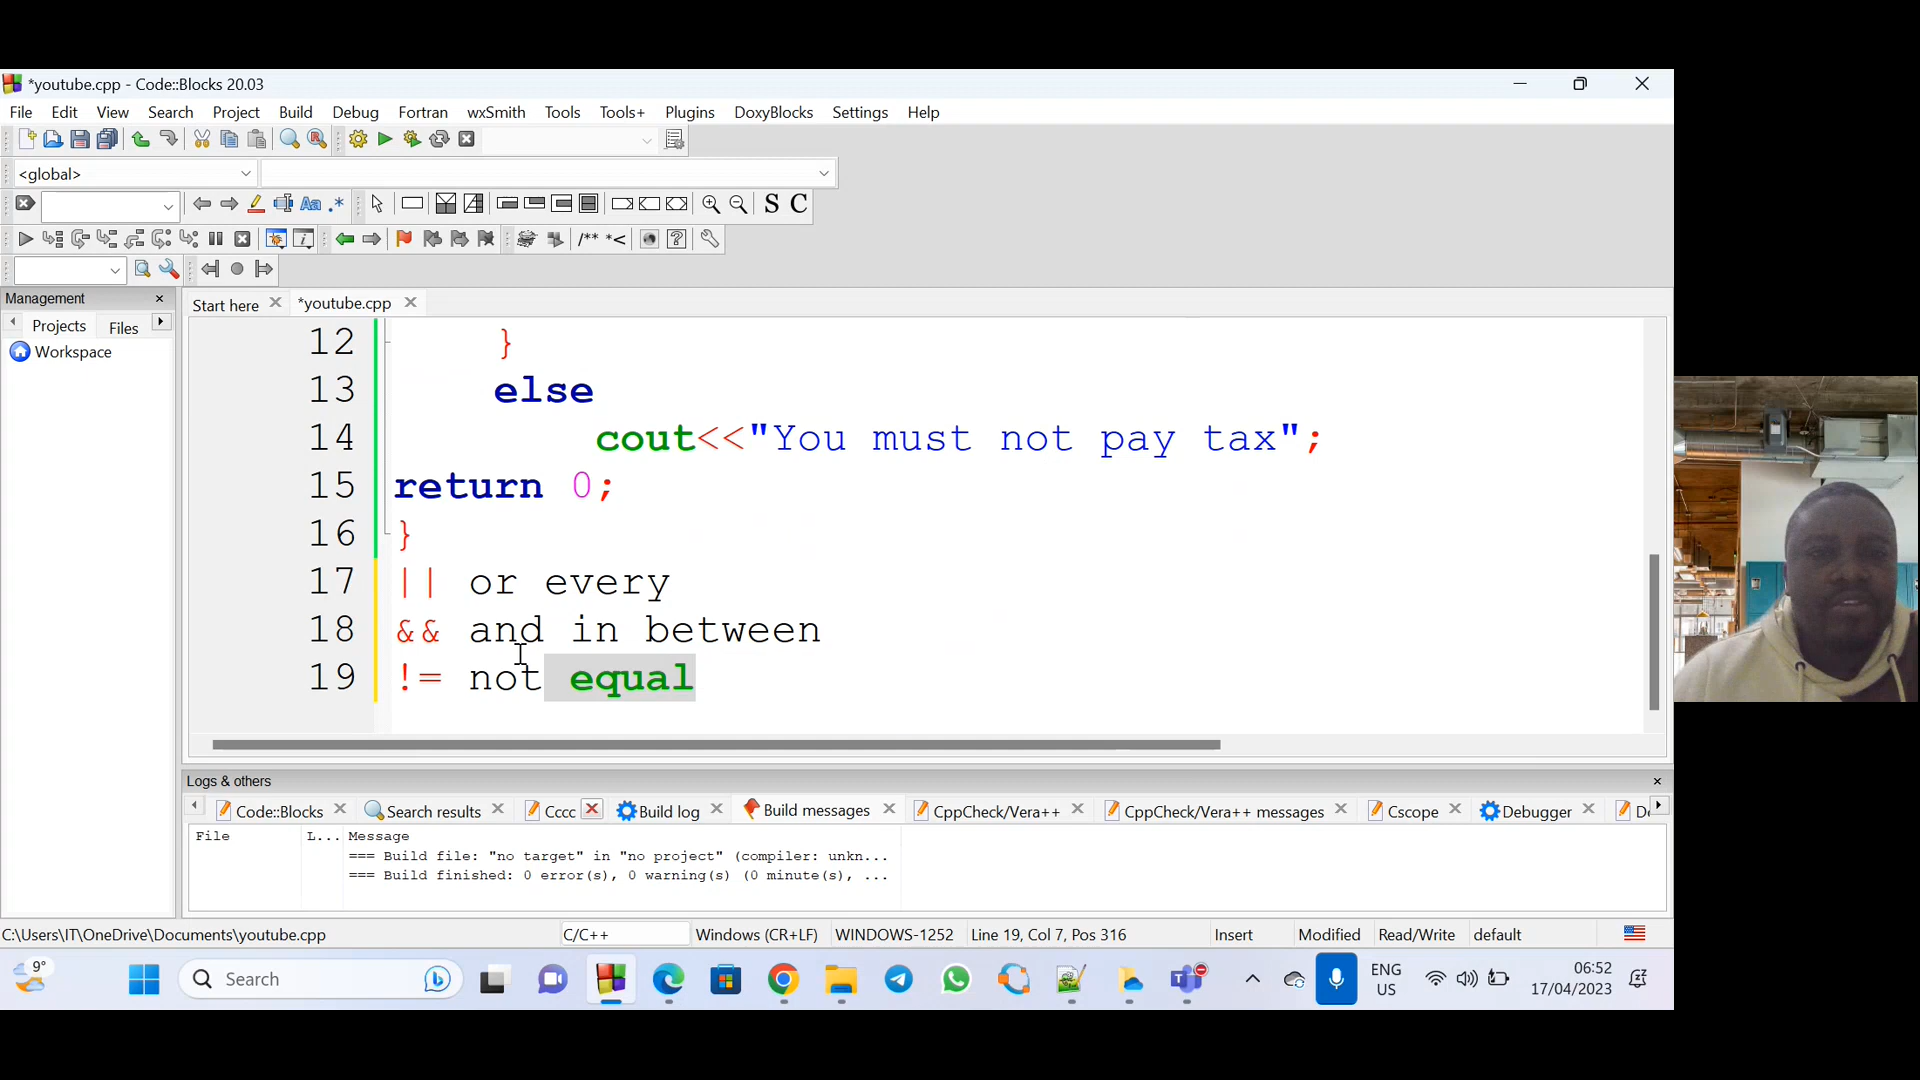 *youtube.cpp - Code::Blocks 20.03
File Edit View Search Project Build Debug Fortran wxSmith Tools Tools+ Plugins DoxyBlocks Settings Help
<global>
Aa .* S C
/** *<
Management
Projects Files
Workspace
Start here *youtube.cpp
12 }
13 else
14 cout<<"You must not pay tax";
15 return 0;
16 }
17 || or every
18 && and in between
19 != not equal
Logs & others
Code::Blocks Search results Cccc Build log Build messages CppCheck/Vera++ CppCheck/Vera++ messages Cscope Debugger
File L... Message
=== Build file: "no target" in "no project" (compiler: unkn...
=== Build finished: 0 error(s), 0 warning(s) (0 minute(s), ...
C:\Users\IT\OneDrive\Documents\youtube.cpp C/C++ Windows (CR+LF) WINDOWS-1252 Line 19, Col 7, Pos 316 Insert Modified Read/Write default
9° Search ENG US 06:52 17/04/2023